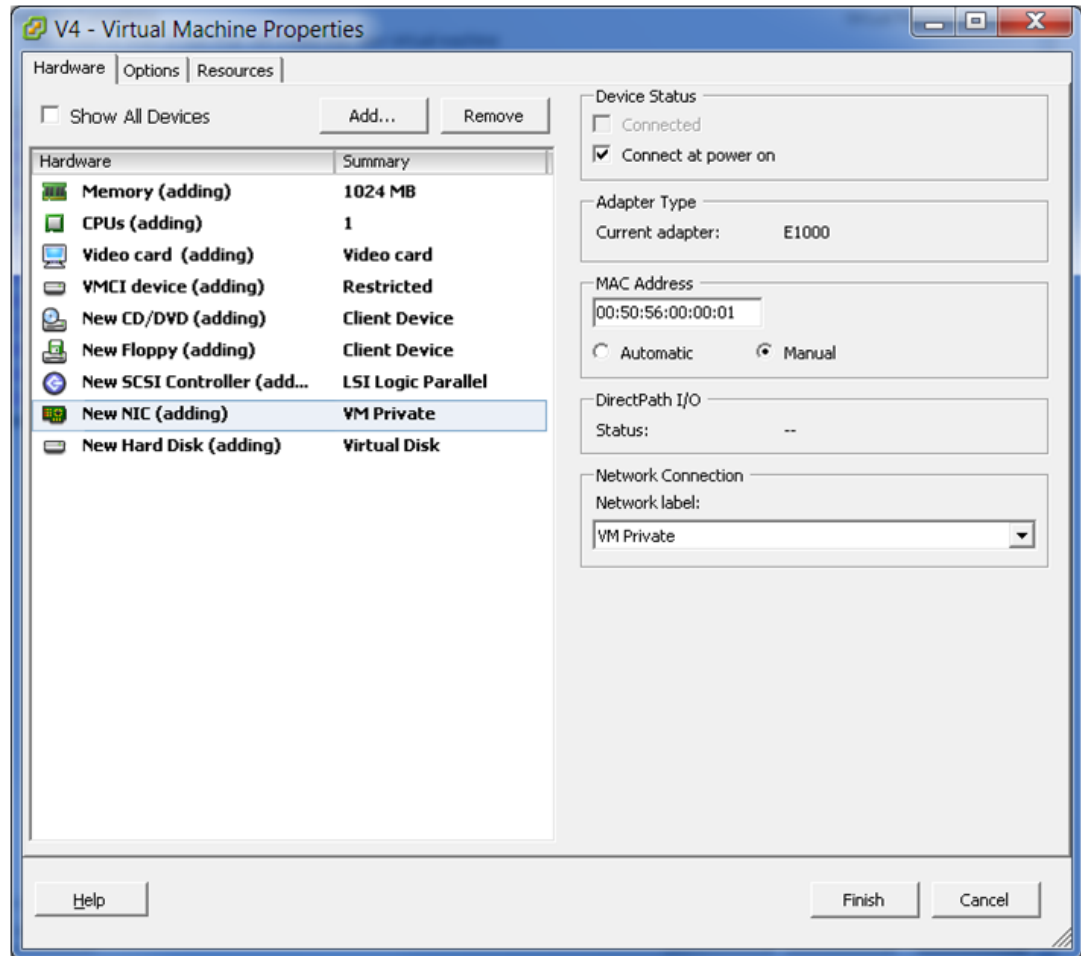 V4 - Virtual Machine Properties
Hardware Options Resources
Show All Devices Add... Remove
Hardware Summary
Memory (adding) 1024 MB
CPUs (adding) 1
Video card (adding) Video card
VMCI device (adding) Restricted
New CD/DVD (adding) Client Device
New Floppy (adding) Client Device
New SCSI Controller (add... LSI Logic Parallel
New NIC (adding) VM Private
New Hard Disk (adding) Virtual Disk
Device Status
Connected
Connect at power on
Adapter Type
Current adapter: E1000
MAC Address
00:50:56:00:00:01
Automatic Manual
DirectPath I/O
Status: --
Network Connection
Network label:
VM Private
Help Finish Cancel